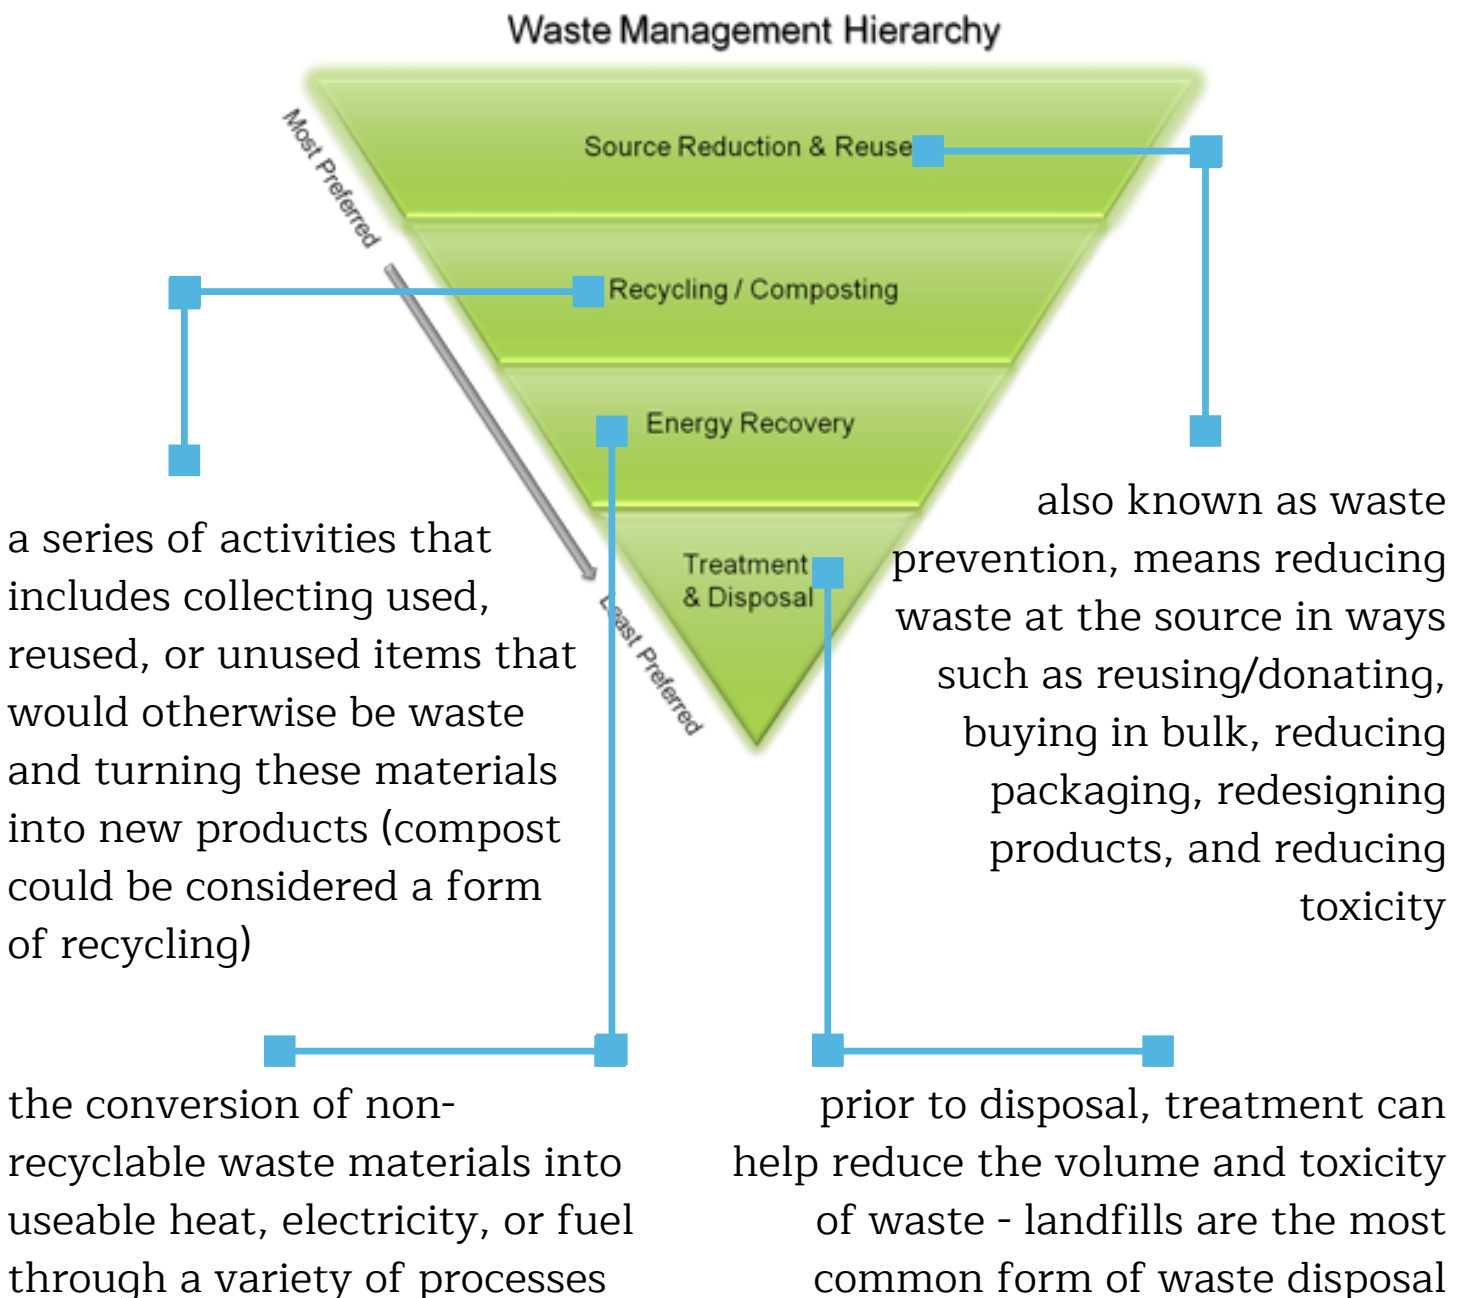 Waste Management Hierarchy
Most Preferred
Source Reduction & Reuse
Recycling / Composting
Energy Recovery
Treatment
& Disposal
Least Preferred
a series of activities that
includes collecting used,
reused, or unused items that
would otherwise be waste
and turning these materials
into new products (compost
could be considered a form
of recycling)
also known as waste
prevention, means reducing
waste at the source in ways
such as reusing/donating,
buying in bulk, reducing
packaging, redesigning
products, and reducing
toxicity
the conversion of non-
recyclable waste materials into
useable heat, electricity, or fuel
through a variety of processes
prior to disposal, treatment can
help reduce the volume and toxicity
of waste - landfills are the most
common form of waste disposal